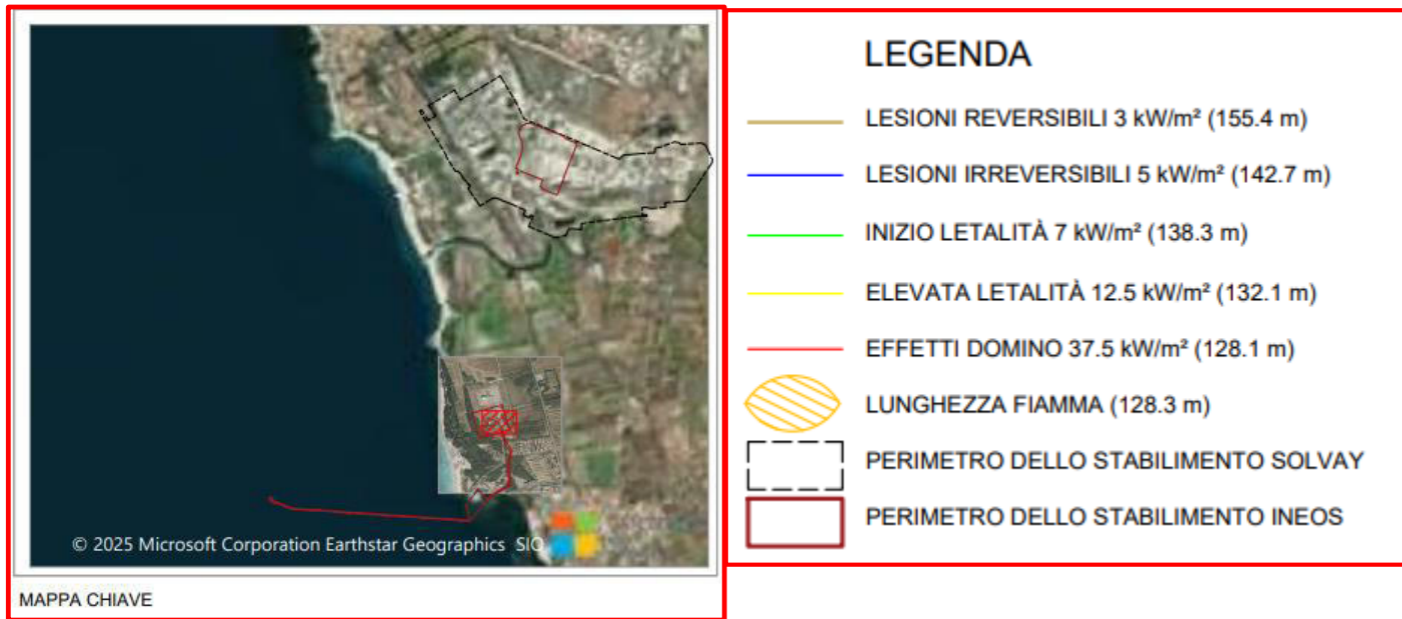 © 2025 Microsoft Corporation Earthstar Geographics SIO
MAPPA CHIAVE
LEGENDA
LESIONI REVERSIBILI 3 kW/m² (155.4 m)
LESIONI IRREVERSIBILI 5 kW/m² (142.7 m)
INIZIO LETALITÀ 7 kW/m² (138.3 m)
ELEVATA LETALITÀ 12.5 kW/m² (132.1 m)
EFFETTI DOMINO 37.5 kW/m² (128.1 m)
LUNGHEZZA FIAMMA (128.3 m)
PERIMETRO DELLO STABILIMENTO SOLVAY
PERIMETRO DELLO STABILIMENTO INEOS